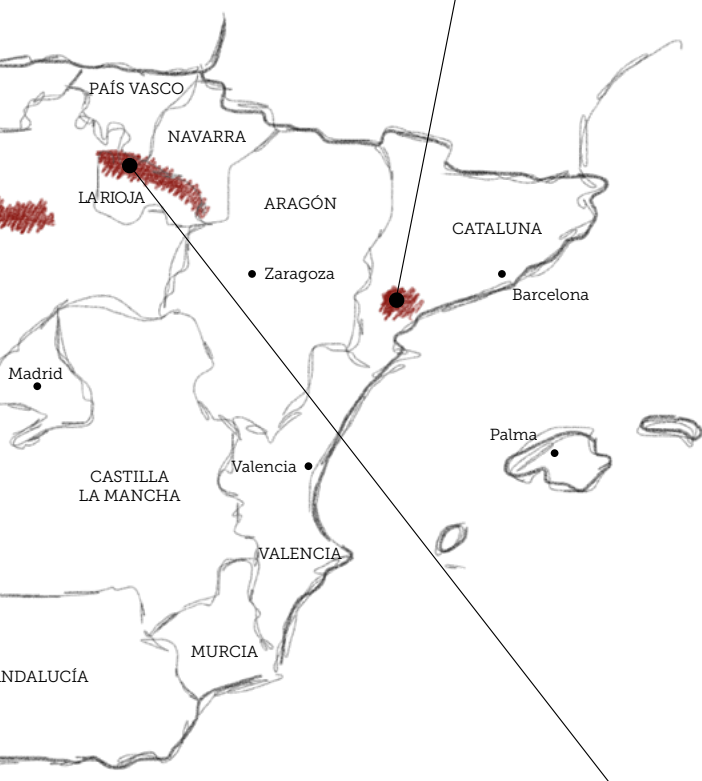 PAÍS VASCO
NAVARRA
LA RIOJA
ARAGÓN
CATALUNA
Zaragoza
Barcelona
Madrid
Palma
Valencia
CASTILLA
LA MANCHA
VALENCIA
MURCIA
NDALUCÍA